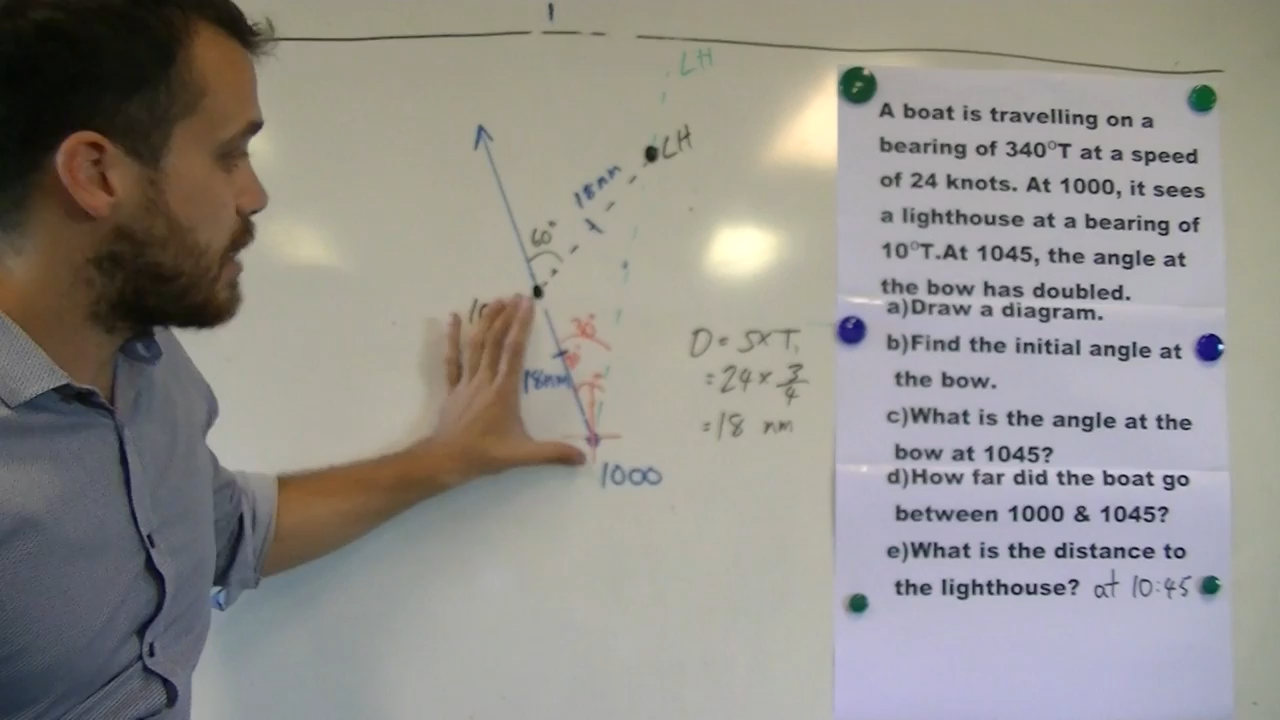 LH
LH
18nm
60°
30°
18nm
1000
D = S×T
= 24 × 3/4
= 18 nm
A boat is travelling on a
bearing of 340°T at a speed
of 24 knots. At 1000, it sees
a lighthouse at a bearing of
10°T.At 1045, the angle at
the bow has doubled.
a)Draw a diagram.
b)Find the initial angle at
the bow.
c)What is the angle at the
bow at 1045?
d)How far did the boat go
between 1000 & 1045?
e)What is the distance to
the lighthouse? at 10:45